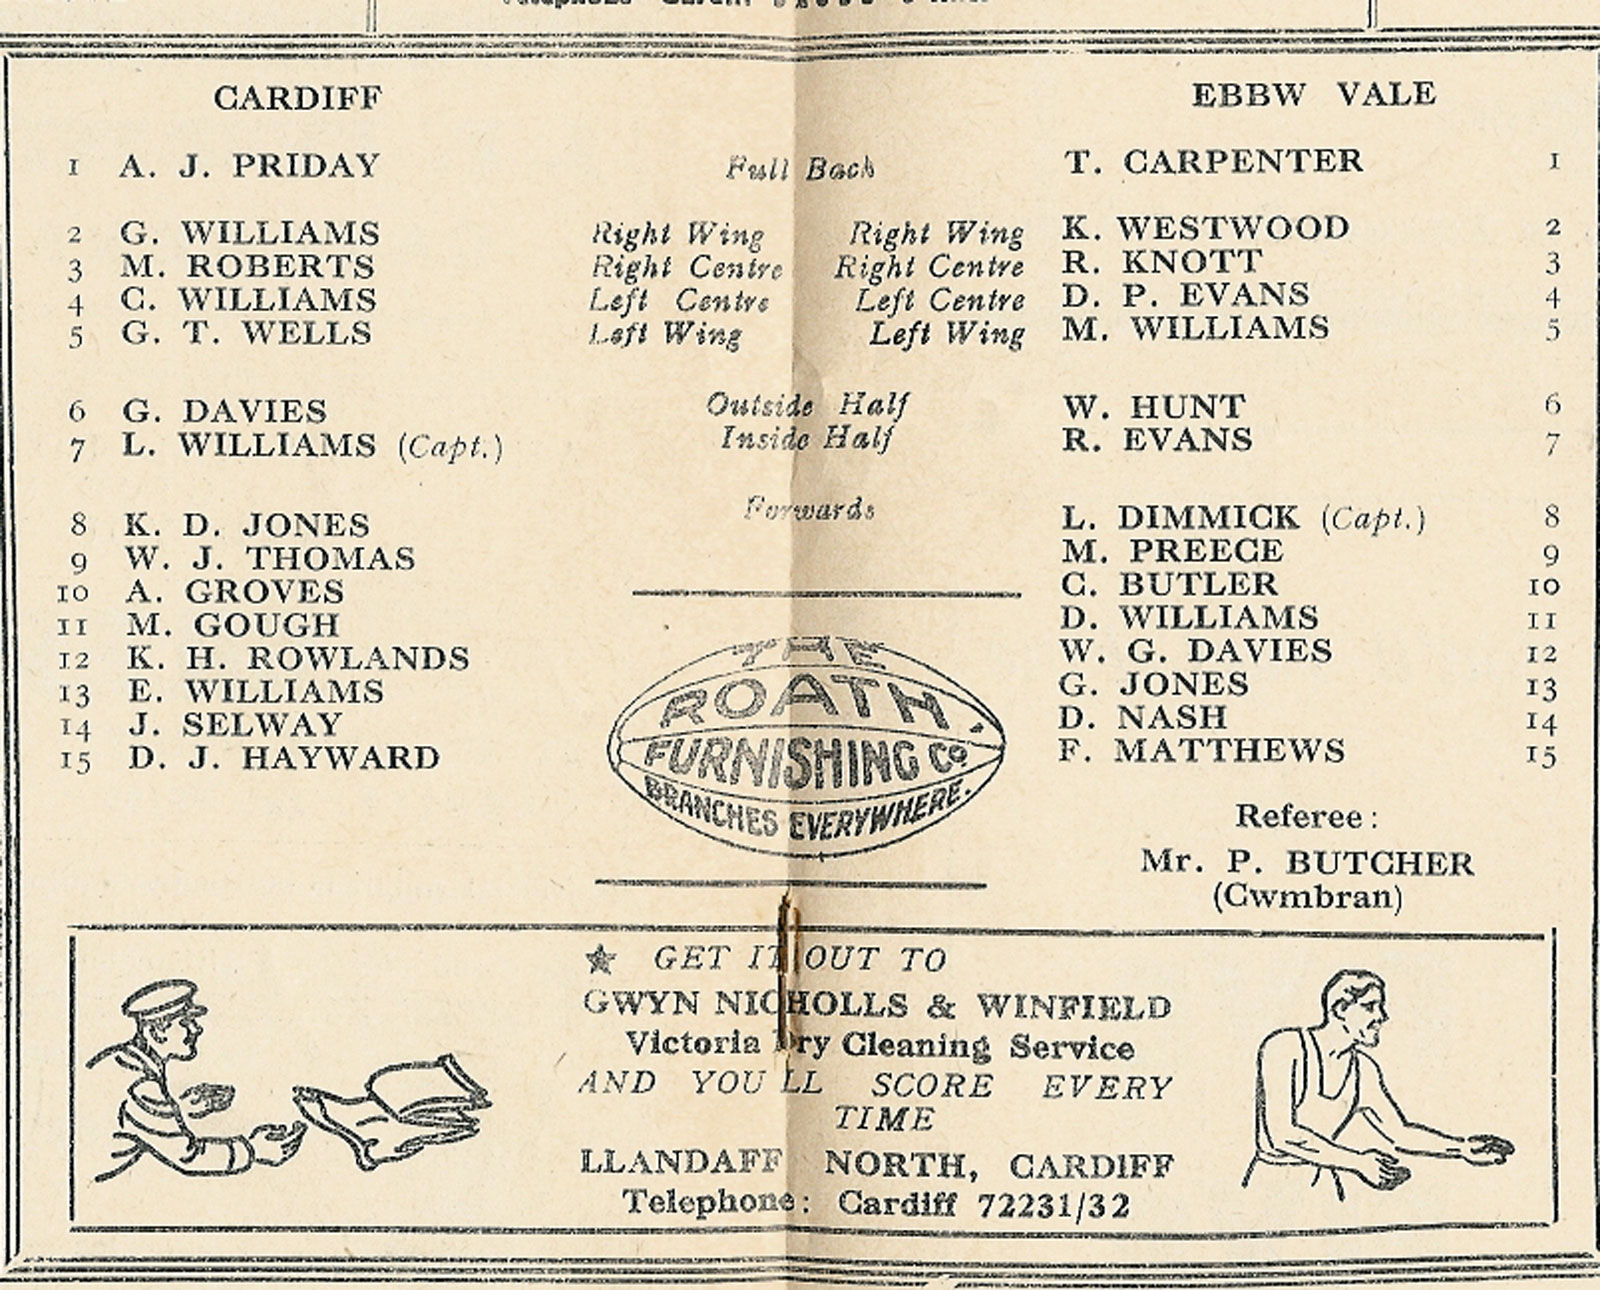 CARDIFF EBBW VALE
1 A. J. PRIDAY Full Back T. CARPENTER 1
2 G. WILLIAMS Right Wing Right Wing K. WESTWOOD 2
3 M. ROBERTS Right Centre Right Centre R. KNOTT 3
4 C. WILLIAMS Left Centre Left Centre D. P. EVANS 4
5 G. T. WELLS Left Wing Left Wing M. WILLIAMS 5
6 G. DAVIES Outside Half W. HUNT 6
7 L. WILLIAMS (Capt.) Inside Half R. EVANS 7
8 K. D. JONES Forwards L. DIMMICK (Capt.) 8
9 W. J. THOMAS M. PREECE 9
10 A. GROVES C. BUTLER 10
11 M. GOUGH D. WILLIAMS 11
12 K. H. ROWLANDS W. G. DAVIES 12
13 E. WILLIAMS G. JONES 13
14 J. SELWAY D. NASH 14
15 D. J. HAYWARD F. MATTHEWS 15
THE
ROATH
FURNISHING CO.
BRANCHES EVERYWHERE.
Referee:
Mr. P. BUTCHER
(Cwmbran)
★ GET IT OUT TO
GWYN NICHOLLS & WINFIELD
Victoria Dry Cleaning Service
AND YOU'LL SCORE EVERY
TIME
LLANDAFF NORTH, CARDIFF
Telephone: Cardiff 72231/32